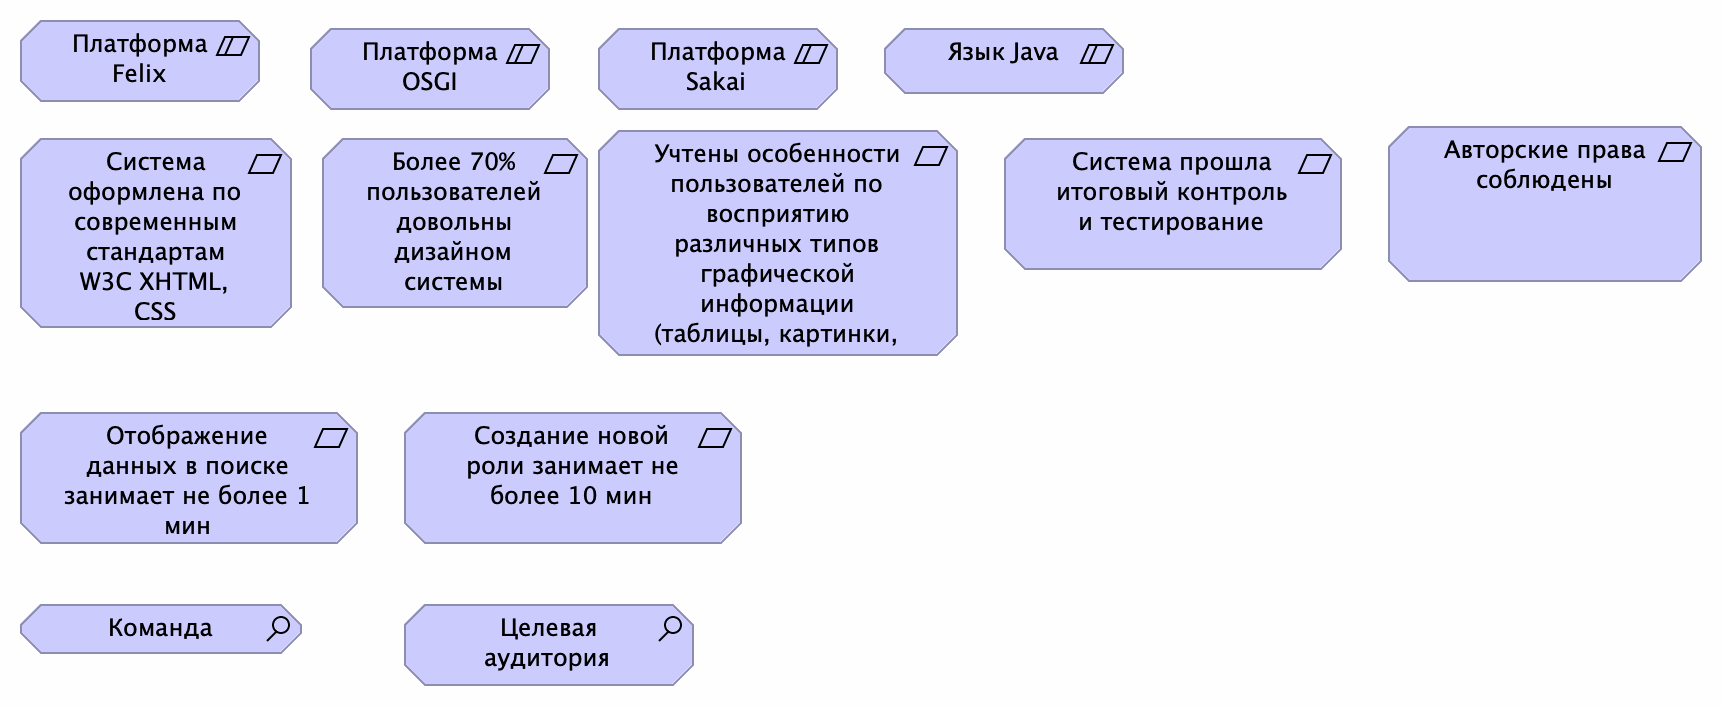 Платформа
Felix
Платформа
OSGI
Платформа
Sakai
Язык Java
Система
оформлена по
современным
стандартам
W3C XHTML,
CSS
Более 70%
пользователей
довольны
дизайном
системы
Учтены особенности
пользователей по
восприятию
различных типов
графической
информации
(таблицы, картинки,
Система прошла
итоговый контроль
и тестирование
Авторские права
соблюдены
Отображение
данных в поиске
занимает не более 1
мин
Создание новой
роли занимает не
более 10 мин
Команда
Целевая
аудитория